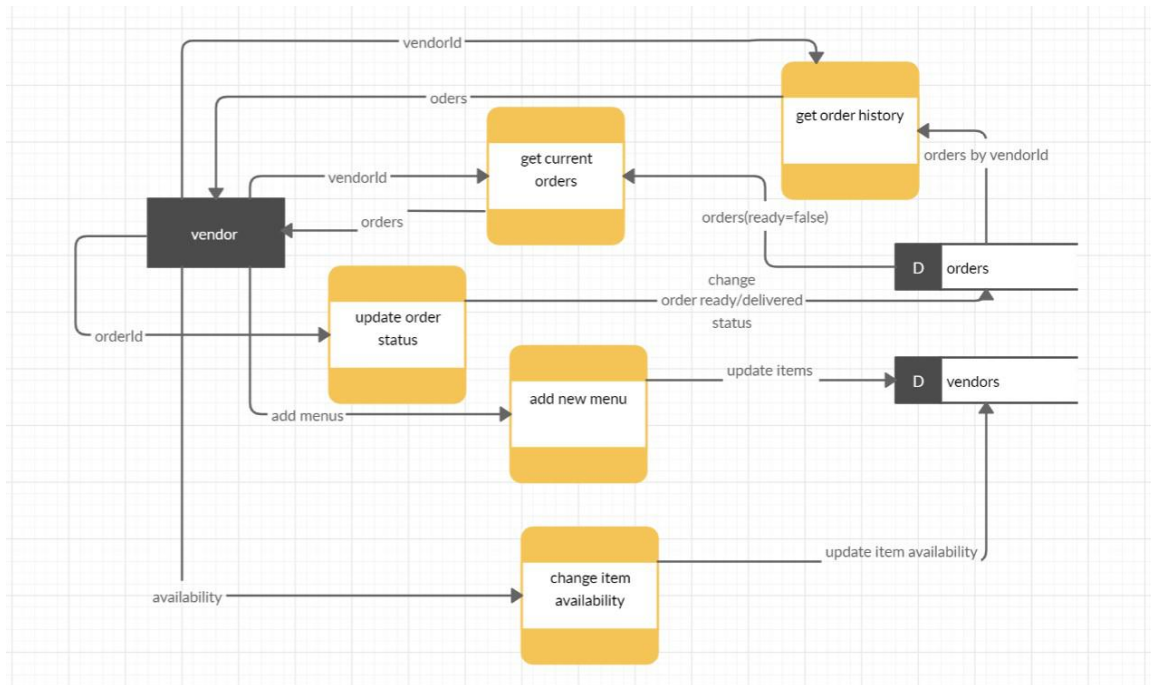 vendorId
oders
get order history
get current
orders
orders by vendorId
vendorId
orders(ready=false)
orders
vendor
D orders
change
order ready/delivered
status
update order
status
orderId
update items
D vendors
add new menu
add menus
update item availability
change item
availability
availability